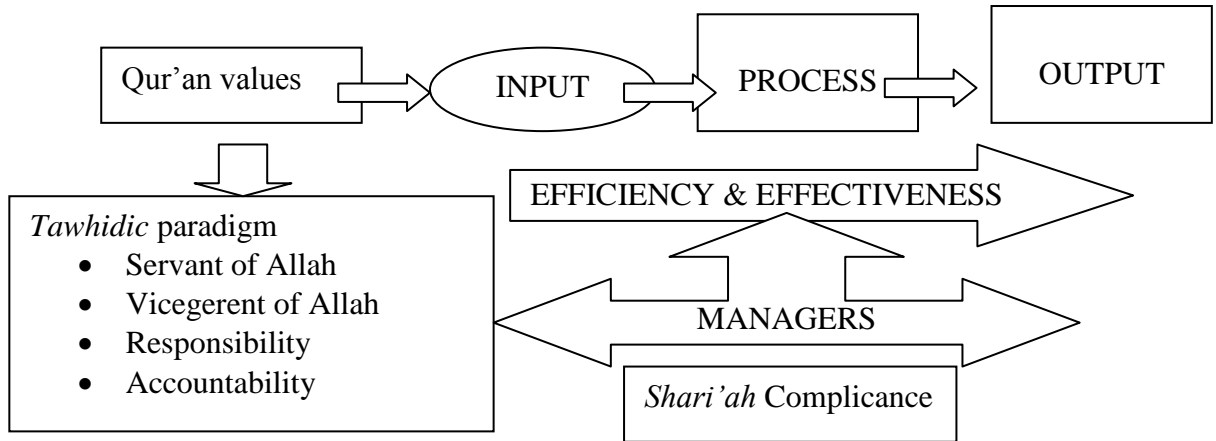 Qur’an values
INPUT
PROCESS
OUTPUT
EFFICIENCY & EFFECTIVENESS
Tawhidic paradigm
• Servant of Allah
• Vicegerent of Allah
• Responsibility
• Accountability
MANAGERS
Shari’ah Complicance